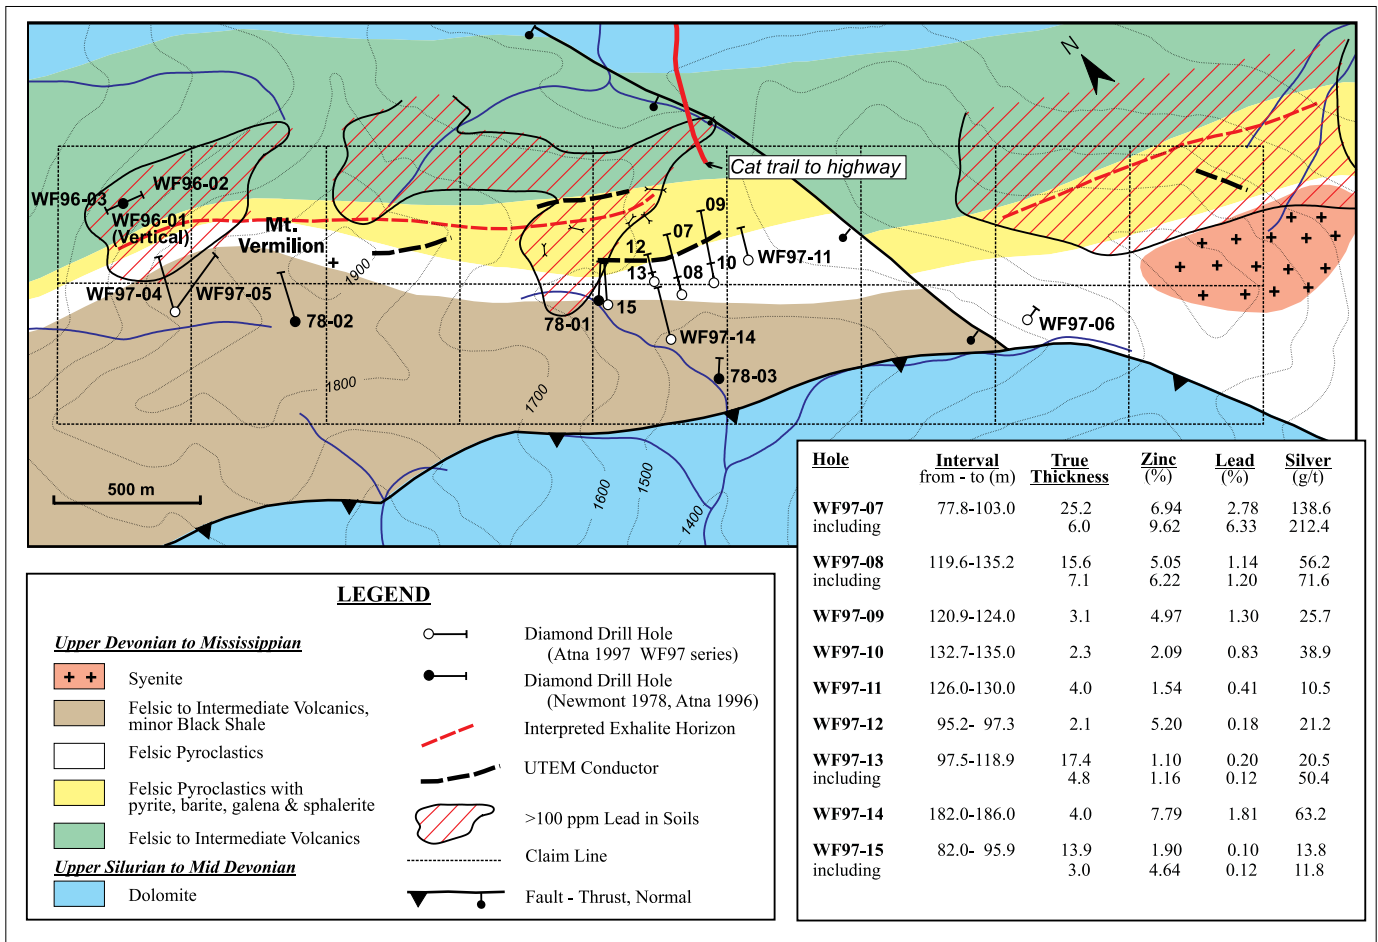 N
Cat trail to highway
WF96-02
WF96-03
WF96-01
(Vertical)
Mt.
Vermilion
1900
09
07
12
10
WF97-11
13
08
WF97-04
WF97-05
78-02
78-01
15
WF97-14
WF97-06
78-03
1800
1700
1600
1500
1400
500 m
Hole Interval True Zinc Lead Silver
from - to (m) Thickness (%) (%) (g/t)
WF97-07 77.8-103.0 25.2 6.94 2.78 138.6
including 6.0 9.62 6.33 212.4
WF97-08 119.6-135.2 15.6 5.05 1.14 56.2
including 7.1 6.22 1.20 71.6
WF97-09 120.9-124.0 3.1 4.97 1.30 25.7
WF97-10 132.7-135.0 2.3 2.09 0.83 38.9
WF97-11 126.0-130.0 4.0 1.54 0.41 10.5
WF97-12 95.2- 97.3 2.1 5.20 0.18 21.2
WF97-13 97.5-118.9 17.4 1.10 0.20 20.5
including 4.8 1.16 0.12 50.4
WF97-14 182.0-186.0 4.0 7.79 1.81 63.2
WF97-15 82.0- 95.9 13.9 1.90 0.10 13.8
including 3.0 4.64 0.12 11.8
LEGEND
Upper Devonian to Mississippian
Syenite
Felsic to Intermediate Volcanics,
minor Black Shale
Felsic Pyroclastics
Felsic Pyroclastics with
pyrite, barite, galena & sphalerite
Felsic to Intermediate Volcanics
Upper Silurian to Mid Devonian
Dolomite
Diamond Drill Hole
(Atna 1997 WF97 series)
Diamond Drill Hole
(Newmont 1978, Atna 1996)
Interpreted Exhalite Horizon
UTEM Conductor
>100 ppm Lead in Soils
Claim Line
Fault - Thrust, Normal